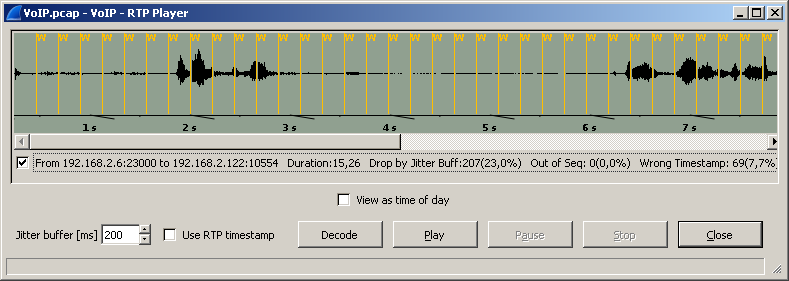 VoIP.pcap - VoIP - RTP Player
W W W W W W W W W W W W W W W W W W W W W W W W W W W W W W W W W W
1 s 2 s 3 s 4 s 5 s 6 s 7 s
From 192.168.2.6:23000 to 192.168.2.122:10554 Duration:15,26 Drop by Jitter Buff:207(23,0%) Out of Seq: 0(0,0%) Wrong Timestamp: 69(7,7%)
View as time of day
Jitter buffer [ms] 200 Use RTP timestamp Decode Play Pause Stop Close